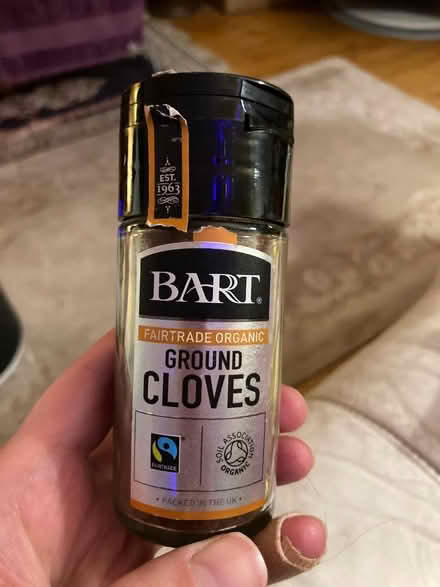 EST.
1963
BART®
FAIRTRADE ORGANIC
GROUND
CLOVES
FAIRTRADE
SOIL ASSOCIATION
ORGANIC
• PACKED IN THE UK •